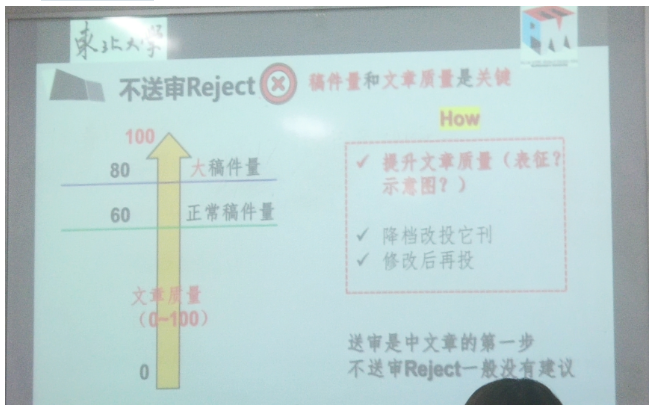 東北大学
不送审Reject
稿件量和文章质量是关键
How
100
80
大稿件量
60
正常稿件量
文章质量
（0-100）
0
✓ 提升文章质量（表征？
示意图？）
✓ 降档改投它刊
✓ 修改后再投
送审是中文章的第一步
不送审Reject一般没有建议